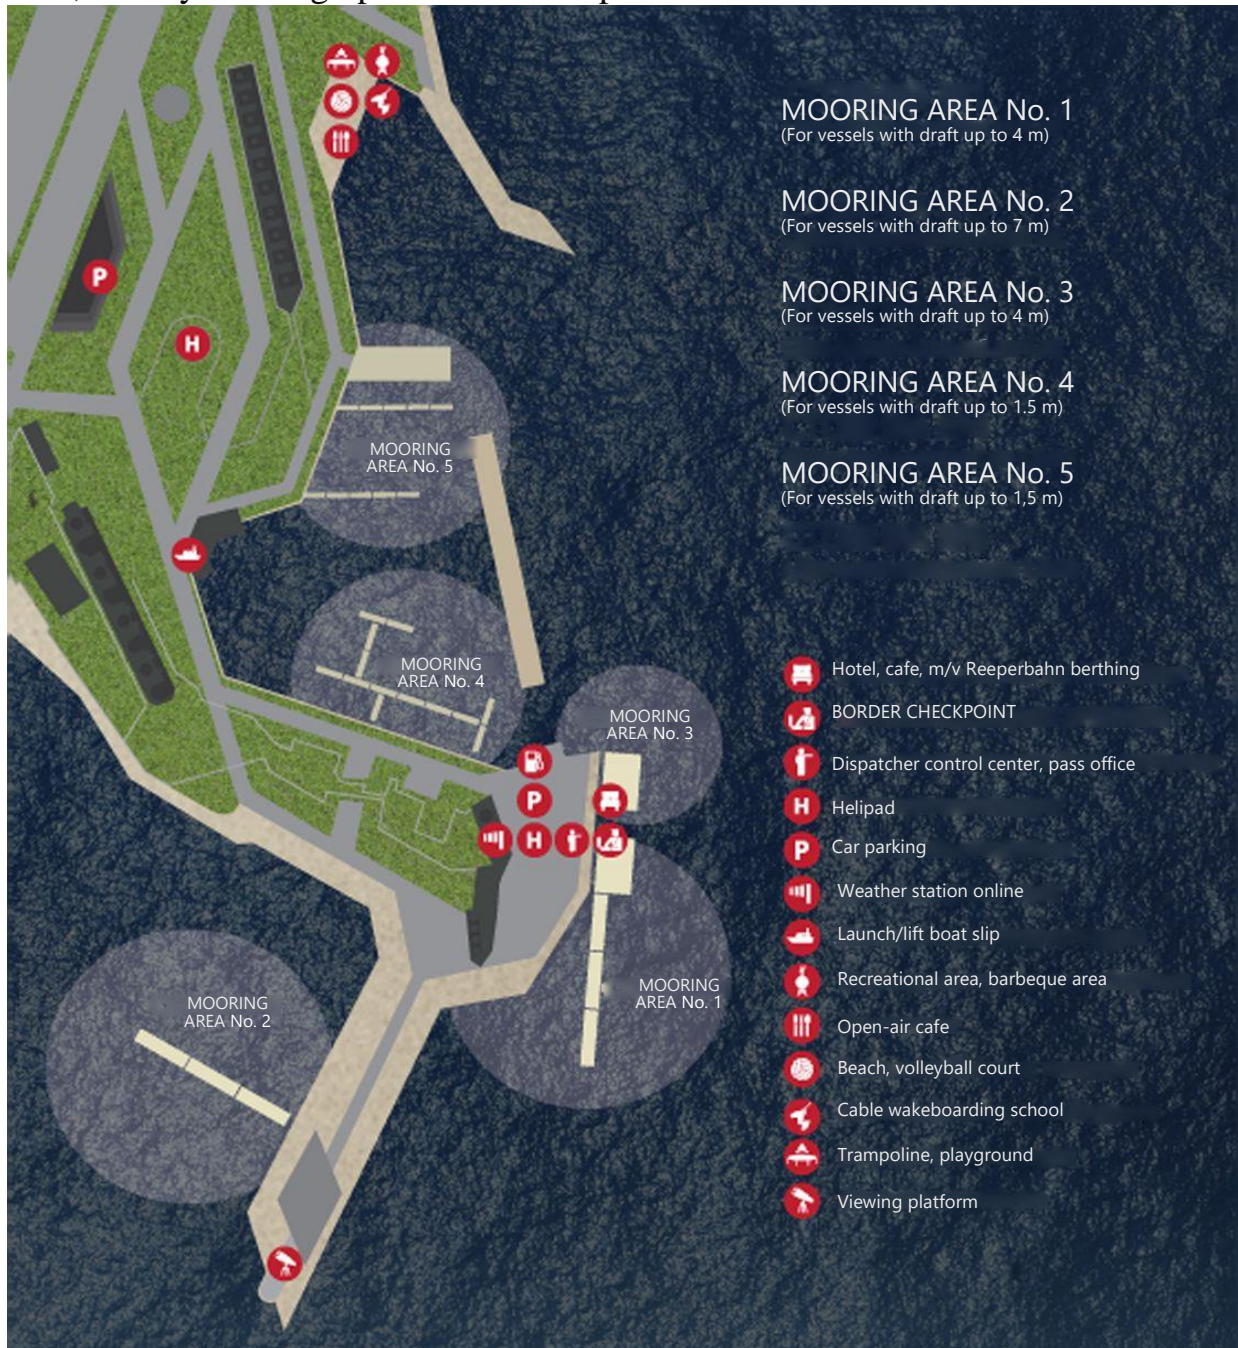 MOORING AREA No. 1
(For vessels with draft up to 4 m)
MOORING AREA No. 2
(For vessels with draft up to 7 m)
MOORING AREA No. 3
(For vessels with draft up to 4 m)
MOORING AREA No. 4
(For vessels with draft up to 1.5 m)
MOORING AREA No. 5
(For vessels with draft up to 1,5 m)
P
H
MOORING
AREA No. 5
MOORING
AREA No. 4
MOORING
AREA No. 3
P
H
MOORING
AREA No. 1
MOORING
AREA No. 2
Hotel, cafe, m/v Reeperbahn berthing
BORDER CHECKPOINT
Dispatcher control center, pass office
H Helipad
P Car parking
Weather station online
Launch/lift boat slip
Recreational area, barbeque area
Open-air cafe
Beach, volleyball court
Cable wakeboarding school
Trampoline, playground
Viewing platform